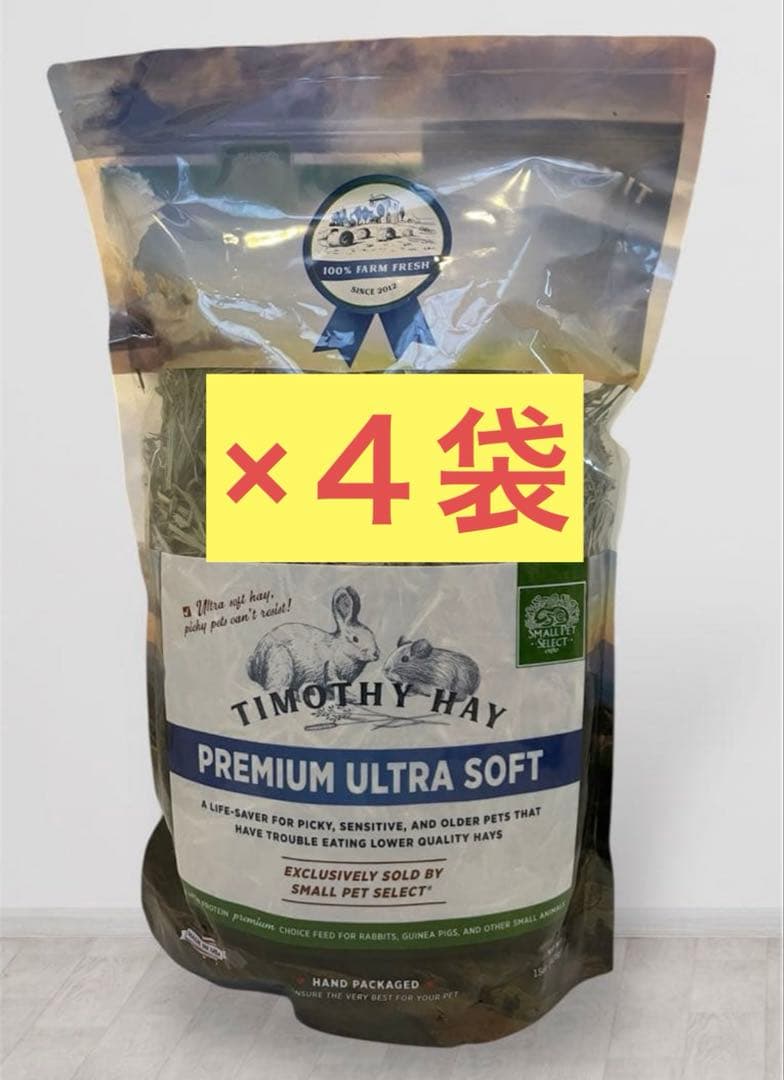 100% FARM FRESH
SINCE 2012
×4袋
Ultra soft hay,
picky pets can't resist!
SMALL PET
SELECT
TIMOTHY HAY
PREMIUM ULTRA SOFT
A LIFE-SAVER FOR PICKY, SENSITIVE, AND OLDER PETS THAT
HAVE TROUBLE EATING LOWER QUALITY HAYS
EXCLUSIVELY SOLD BY
SMALL PET SELECT®
PROTEIN premium CHOICE FEED FOR RABBITS, GUINEA PIGS, AND OTHER SMALL ANIMALS
HAND PACKAGED
ENSURE THE VERY BEST FOR YOUR PET